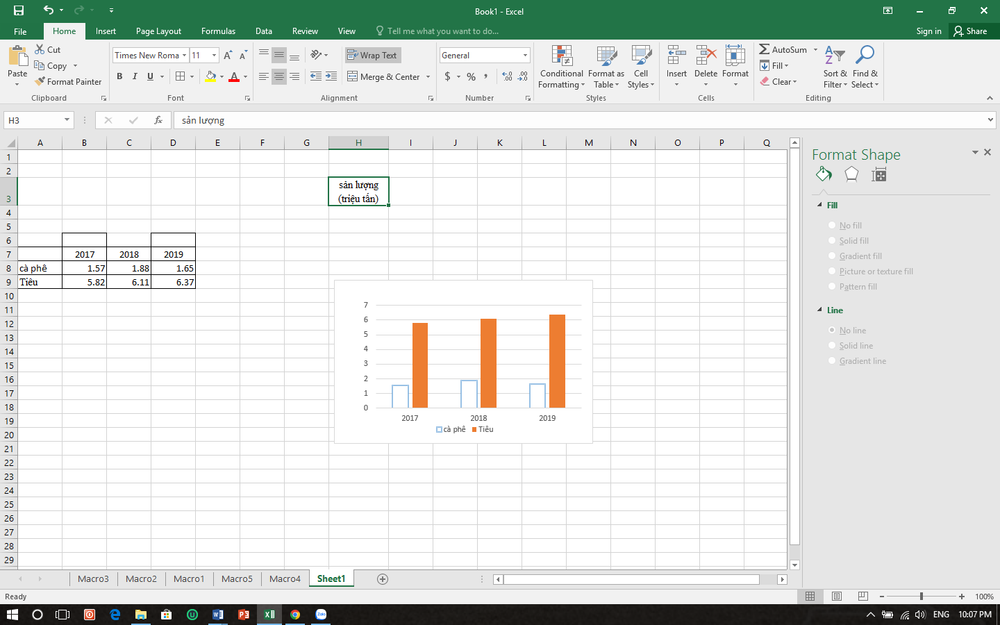 Book1 - Excel
File Home Insert Page Layout Formulas Data Review View Tell me what you want to do... Sign in Share
Paste Cut Copy Format Painter
Times New Roma 11
B I U A
Wrap Text
Merge & Center
General
$ % ,
Conditional Formatting Format as Table Cell Styles
Insert Delete Format
AutoSum Fill Clear
Sort & Filter Find & Select
Clipboard Font Alignment Number Styles Cells Editing
H3 fx sản lượng
A B C D E F G H I J K L M N O P Q
1
2
3 sản lượng
(triệu tấn)
4
5
6
7 2017 2018 2019
8 cà phê 1.57 1.88 1.65
9 Tiêu 5.82 6.11 6.37
10
11
12
13
14
15
16
17
18
19
20
21
22
23
24
25
26
27
28
29
7
6
5
4
3
2
1
0
2017 2018 2019
cà phê Tiêu
Format Shape
Fill
No fill
Solid fill
Gradient fill
Picture or texture fill
Pattern fill
Line
No line
Solid line
Gradient line
Macro3 Macro2 Macro1 Macro5 Macro4 Sheet1
Ready 100%
Zalo ENG 10:07 PM